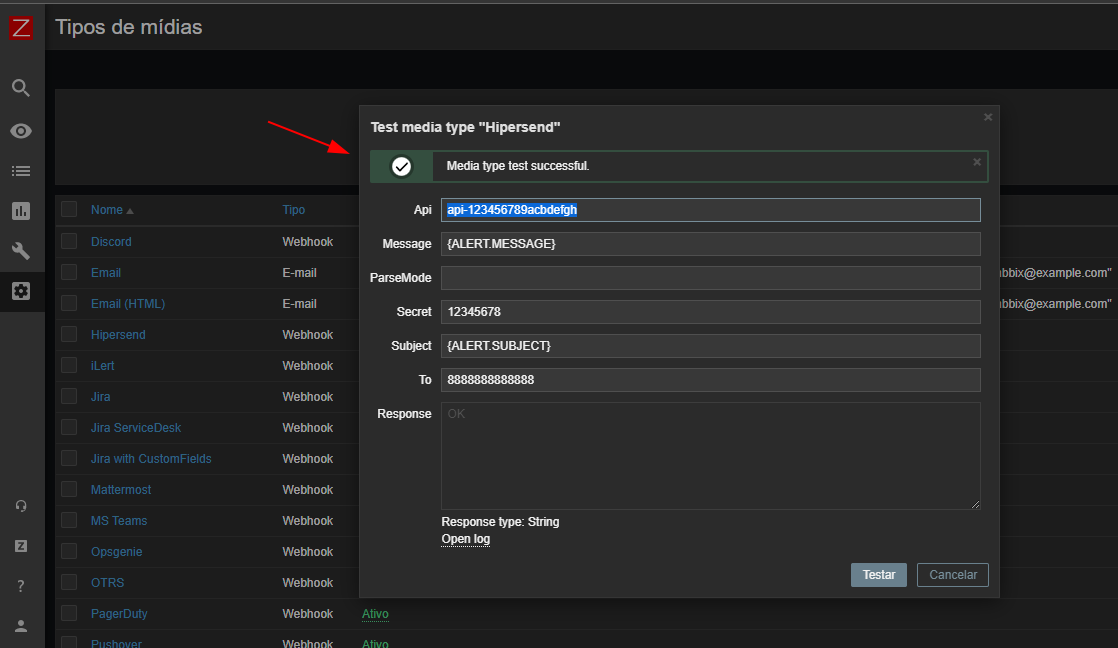 Z
Tipos de mídias
Test media type "Hipersend"
Media type test successful.
Nome
Tipo
Api
api-123456789acbdefgh
Discord
Webhook
Message
{ALERT.MESSAGE}
Email
E-mail
ParseMode
abbix@example.com"
Email (HTML)
E-mail
Secret
12345678
abbix@example.com"
Hipersend
Webhook
Subject
{ALERT.SUBJECT}
iLert
Webhook
To
8888888888888
Jira
Webhook
Response
OK
Jira ServiceDesk
Webhook
Jira with CustomFields
Webhook
Mattermost
Webhook
MS Teams
Webhook
Response type: String
Open log
Opsgenie
Webhook
Testar
Cancelar
OTRS
Webhook
PagerDuty
Webhook
Ativo
Pushover
Webhook
Ativo
Z
?